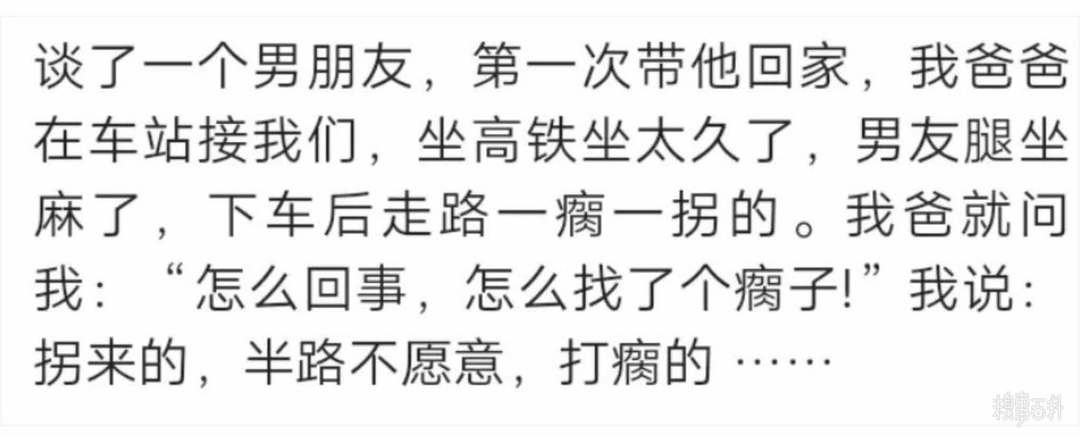 谈了一个男朋友，第一次带他回家，我爸爸
在车站接我们，坐高铁坐太久了，男友腿坐
麻了，下车后走路一瘸一拐的。我爸就问
我：“怎么回事，怎么找了个瘸子!”我说：
拐来的，半路不愿意，打瘸的 ……